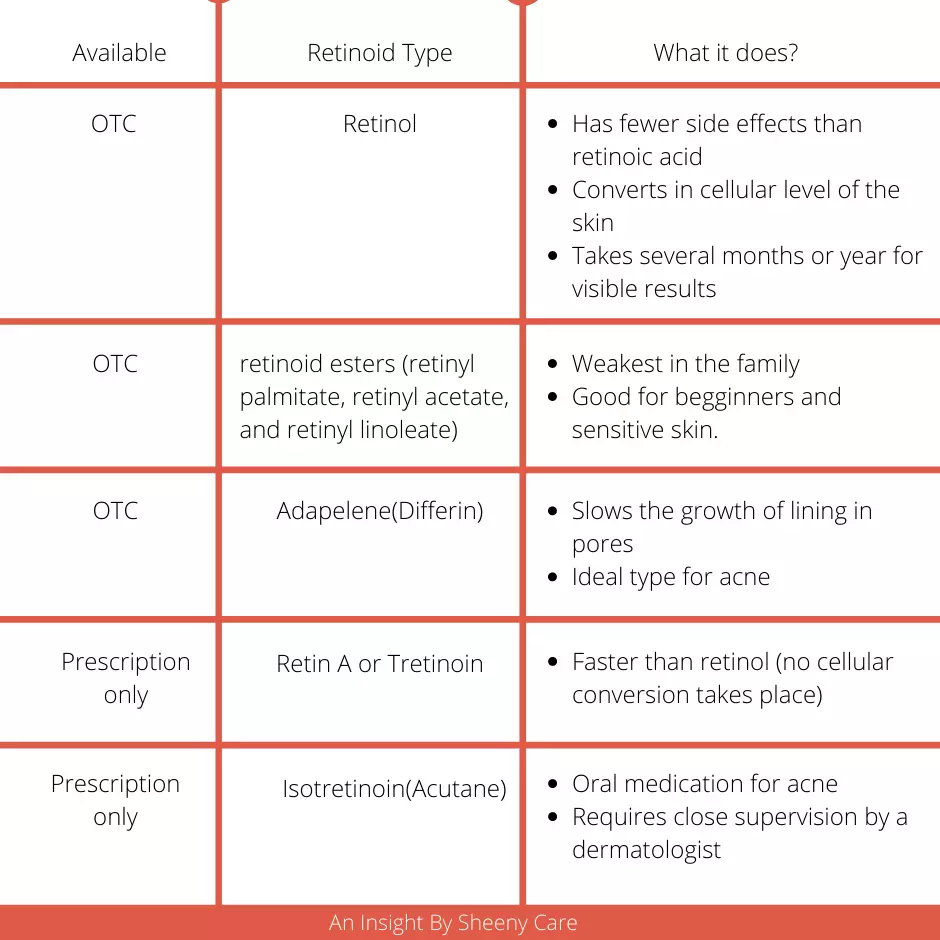 Available
Retinoid Type
What it does?
OTC
Retinol
• Has fewer side effects than
retinoic acid
• Converts in cellular level of the
skin
• Takes several months or year for
visible results
OTC
retinoid esters (retinyl
palmitate, retinyl acetate,
and retinyl linoleate)
• Weakest in the family
• Good for begginners and
sensitive skin.
OTC
Adapelene(Differin)
• Slows the growth of lining in
pores
• Ideal type for acne
Prescription
only
Retin A or Tretinoin
• Faster than retinol (no cellular
conversion takes place)
Prescription
only
Isotretinoin(Acutane)
• Oral medication for acne
• Requires close supervision by a
dermatologist
An Insight By Sheeny Care